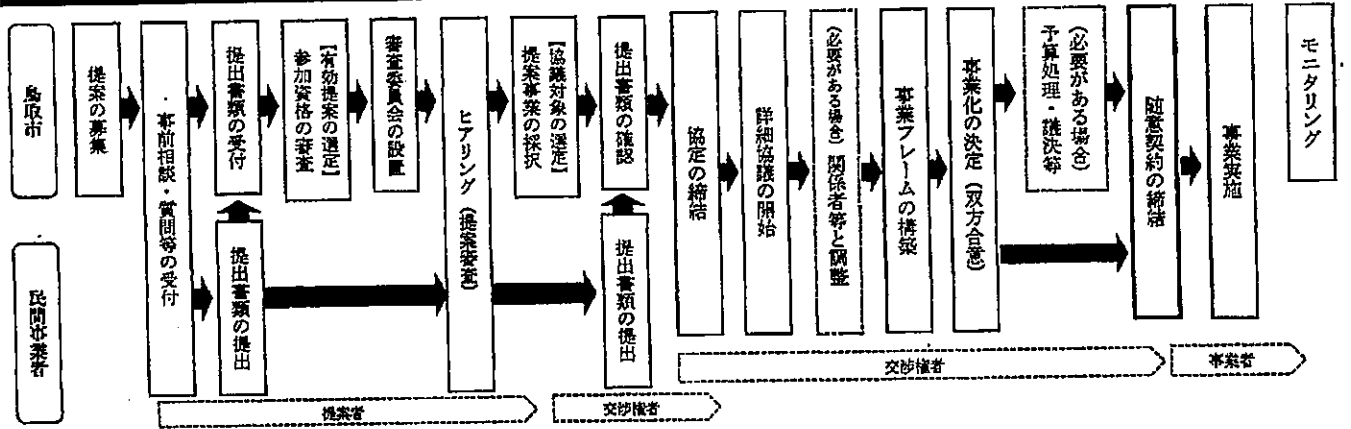 鳥取市
提案の募集
・事前相談・質問等の受付
提出書類の受付
【有効提案の選定】
参加資格の審査
審査委員会の設置
ヒアリング（提案審査）
【協議対象の選定】
提案事業の採択
提出書類の確認
協定の締結
詳細協議の開始
（必要がある場合）関係者等と調整
事業フレームの構築
事業化の決定（双方合意）
（必要がある場合）
予算処理・議決等
随意契約の締結
事業実施
モニタリング
民間事業者
提出書類の提出
提出書類の提出
提案者
交渉権者
交渉権者
事業者